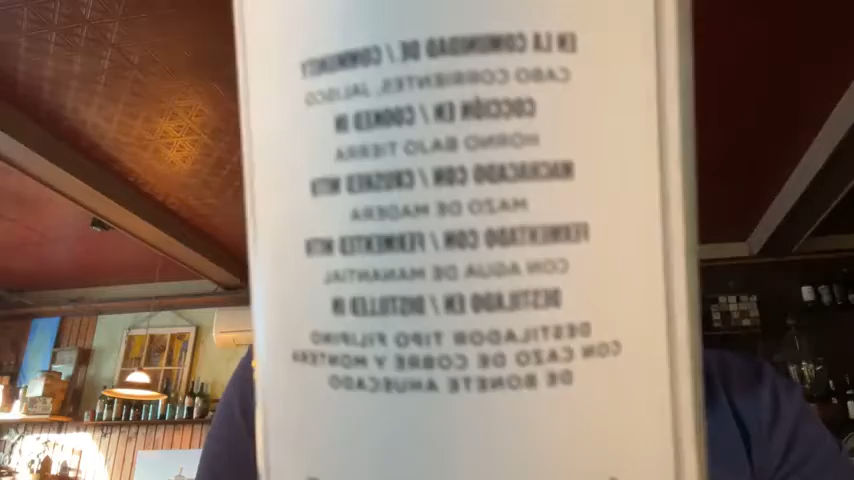 EN LA COMUNIDAD DE / COMMUNITY
CABO CORRIENTES, JALISCO
COCCIÓN EN / COOKED IN
HORNO BAJO TIERRA
MACHACADO CON / CRUSHED WITH
MAZO DE MADERA
FERMENTADO CON / FERMENTED WITH
CON AGUA DE MANANTIAL
DESTILADO EN / DISTILLED IN
DESTILADOR TIPO FILIPINO
CON CAZO DE COBRE Y MONTERA
DE BONETE AHUECADO